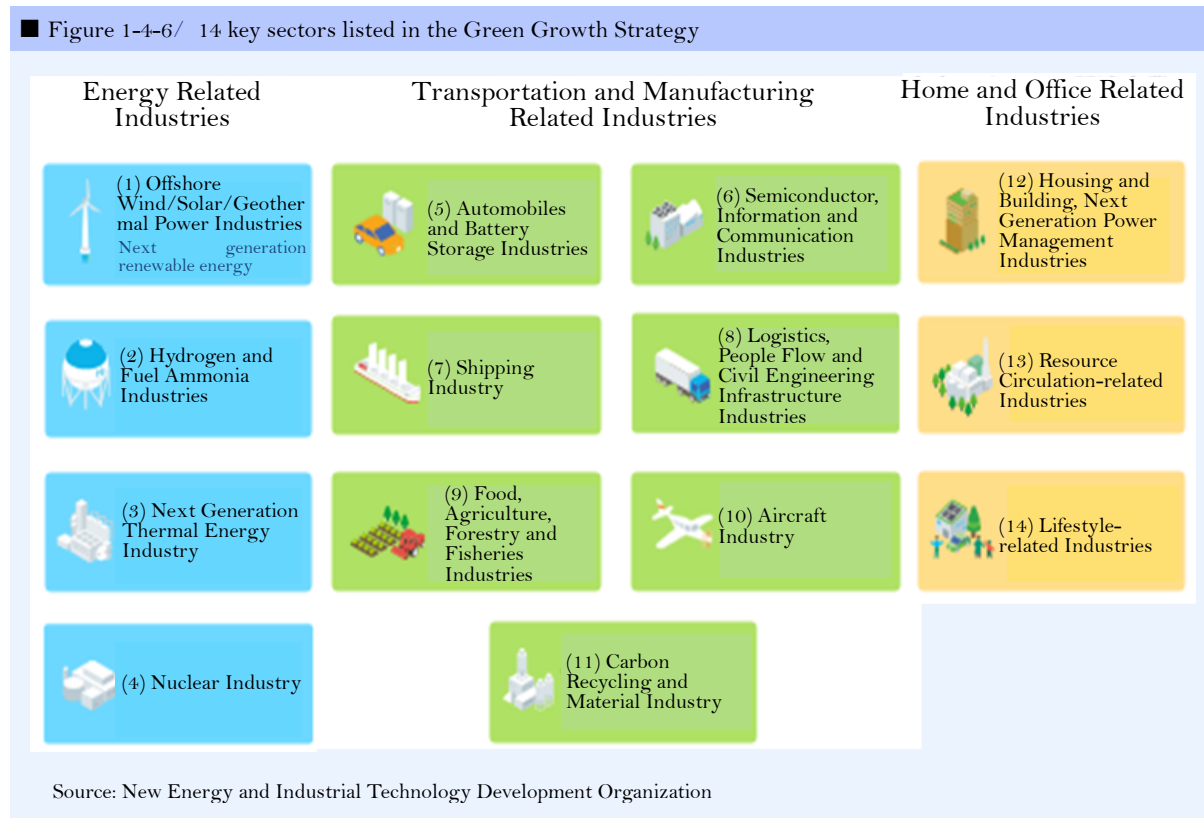 ■ Figure 1-4-6/ 14 key sectors listed in the Green Growth Strategy
Energy Related
Industries
Transportation and Manufacturing
Related Industries
Home and Office Related
Industries
(1) Offshore
Wind/Solar/Geother
mal Power Industries
Next generation
renewable energy
(5) Automobiles
and Battery
Storage Industries
(6) Semiconductor,
Information and
Communication
Industries
(12) Housing and
Building, Next
Generation Power
Management
Industries
(2) Hydrogen and
Fuel Ammonia
Industries
(7) Shipping
Industry
(8) Logistics,
People Flow and
Civil Engineering
Infrastructure
Industries
(13) Resource
Circulation-related
Industries
(3) Next Generation
Thermal Energy
Industry
(9) Food,
Agriculture,
Forestry and
Fisheries
Industries
(10) Aircraft
Industry
(14) Lifestyle-
related Industries
(4) Nuclear Industry
(11) Carbon
Recycling and
Material Industry
Source: New Energy and Industrial Technology Development Organization